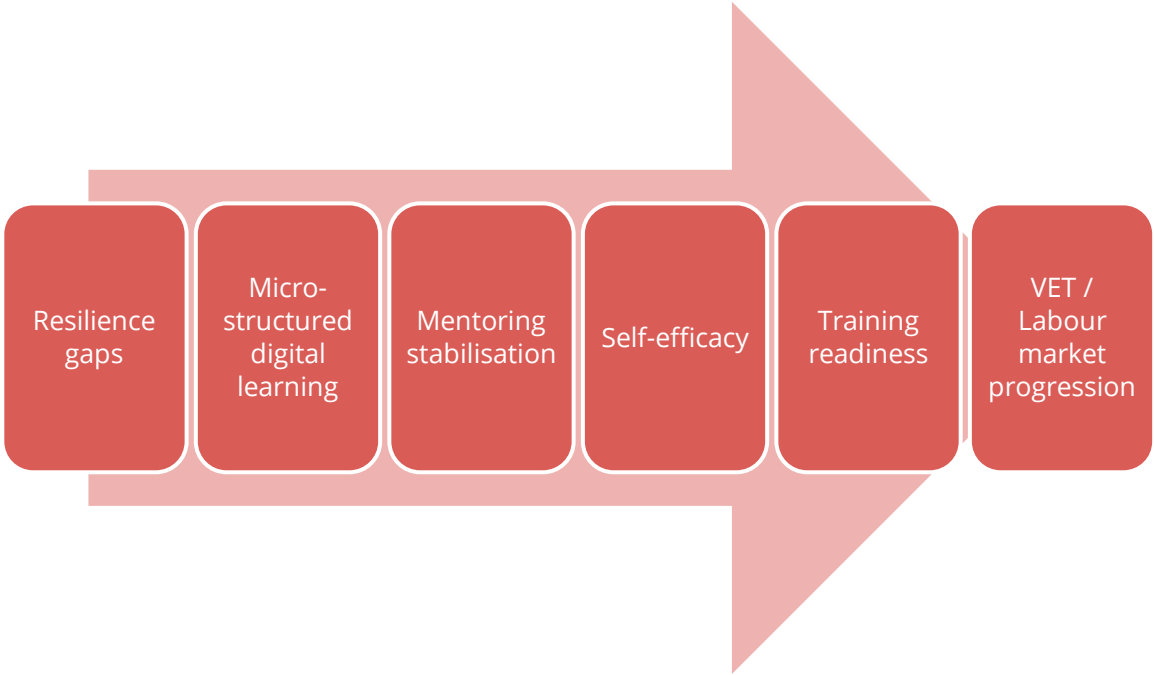 Resilience
gaps
Micro-
structured
digital
learning
Mentoring
stabilisation
Self-efficacy
Training
readiness
VET /
Labour
market
progression